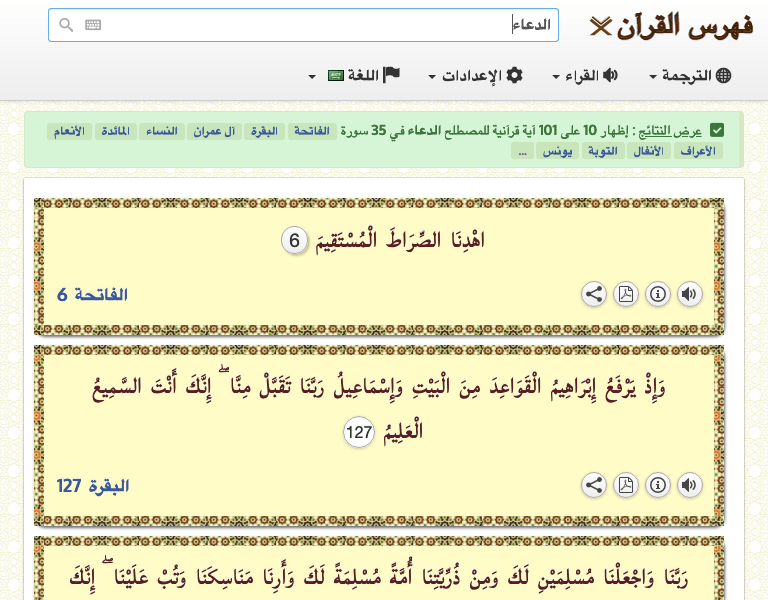 فهرس القرآن
الدعاء
الترجمة القراء الإعدادات اللغة
عرض النتائج : إظهار 10 على 101 آية قرآنية للمصطلح الدعاء في 35 سورة الفاتحة البقرة آل عمران النساء المائدة الأنعام
الأعراف الأنفال التوبة يونس ...
اهْدِنَا الصِّرَاطَ الْمُسْتَقِيمَ 6
الفاتحة 6
وَإِذْ يَرْفَعُ إِبْرَاهِيمُ الْقَوَاعِدَ مِنَ الْبَيْتِ وَإِسْمَاعِيلُ رَبَّنَا تَقَبَّلْ مِنَّا ۖ إِنَّكَ أَنْتَ السَّمِيعُ
الْعَلِيمُ 127
البقرة 127
رَبَّنَا وَاجْعَلْنَا مُسْلِمَيْنِ لَكَ وَمِنْ ذُرِّيَّتِنَا أُمَّةً مُسْلِمَةً لَكَ وَأَرِنَا مَنَاسِكَنَا وَتُبْ عَلَيْنَا ۖ إِنَّكَ